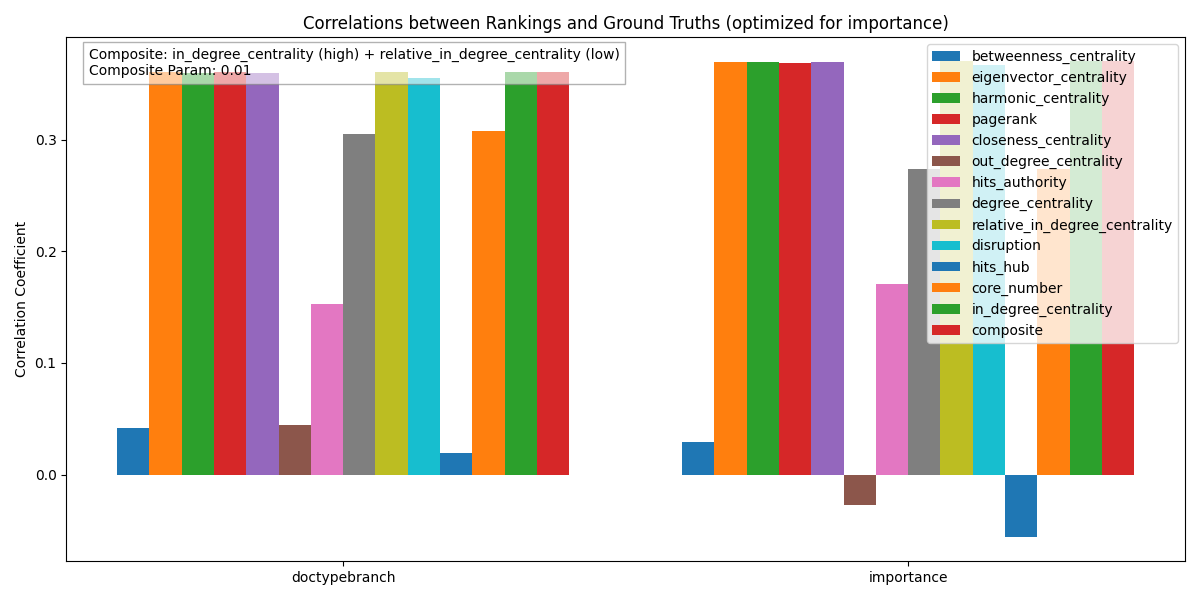 Correlations between Rankings and Ground Truths (optimized for importance)
Composite: in_degree_centrality (high) + relative_in_degree_centrality (low)
Composite Param: 0.01
betweenness_centrality
eigenvector_centrality
harmonic_centrality
pagerank
closeness_centrality
out_degree_centrality
hits_authority
degree_centrality
relative_in_degree_centrality
disruption
hits_hub
core_number
in_degree_centrality
composite
Correlation Coefficient
0.3
0.2
0.1
0.0
doctypebranch
importance